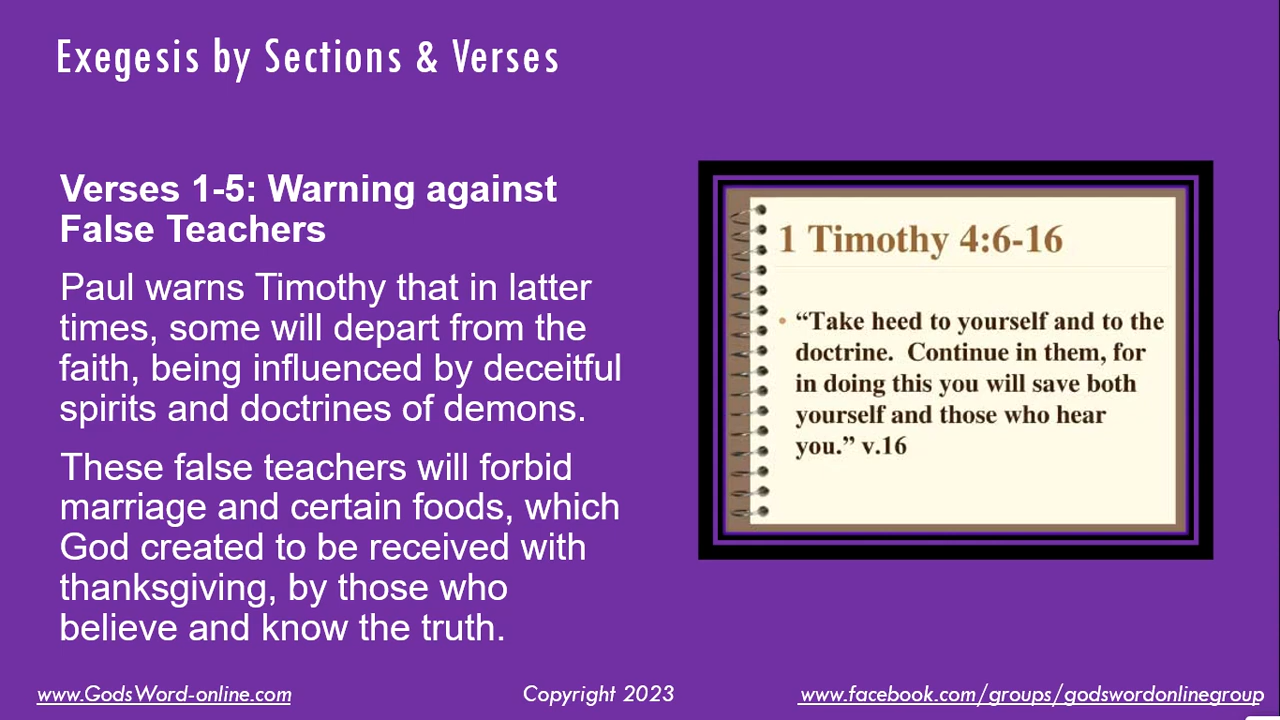 Exegesis by Sections & Verses
Verses 1-5: Warning against
False Teachers
Paul warns Timothy that in latter
times, some will depart from the
faith, being influenced by deceitful
spirits and doctrines of demons.
These false teachers will forbid
marriage and certain foods, which
God created to be received with
thanksgiving, by those who
believe and know the truth.
1 Timothy 4:6-16
• “Take heed to yourself and to the
doctrine. Continue in them, for
in doing this you will save both
yourself and those who hear
you.” v.16
www.GodsWord-online.com
Copyright 2023
www.facebook.com/groups/godswordonlinegroup